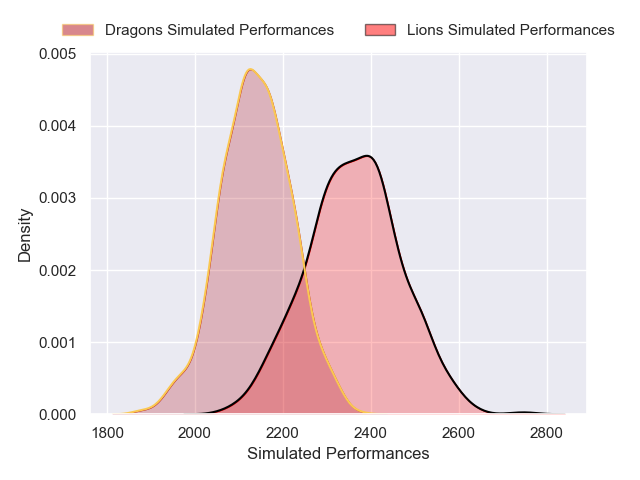 Dragons Simulated Performances Lions Simulated Performances
0.005
0.004
0.003
0.002
0.001
0.000
Density
1800 2000 2200 2400 2600 2800
Simulated Performances